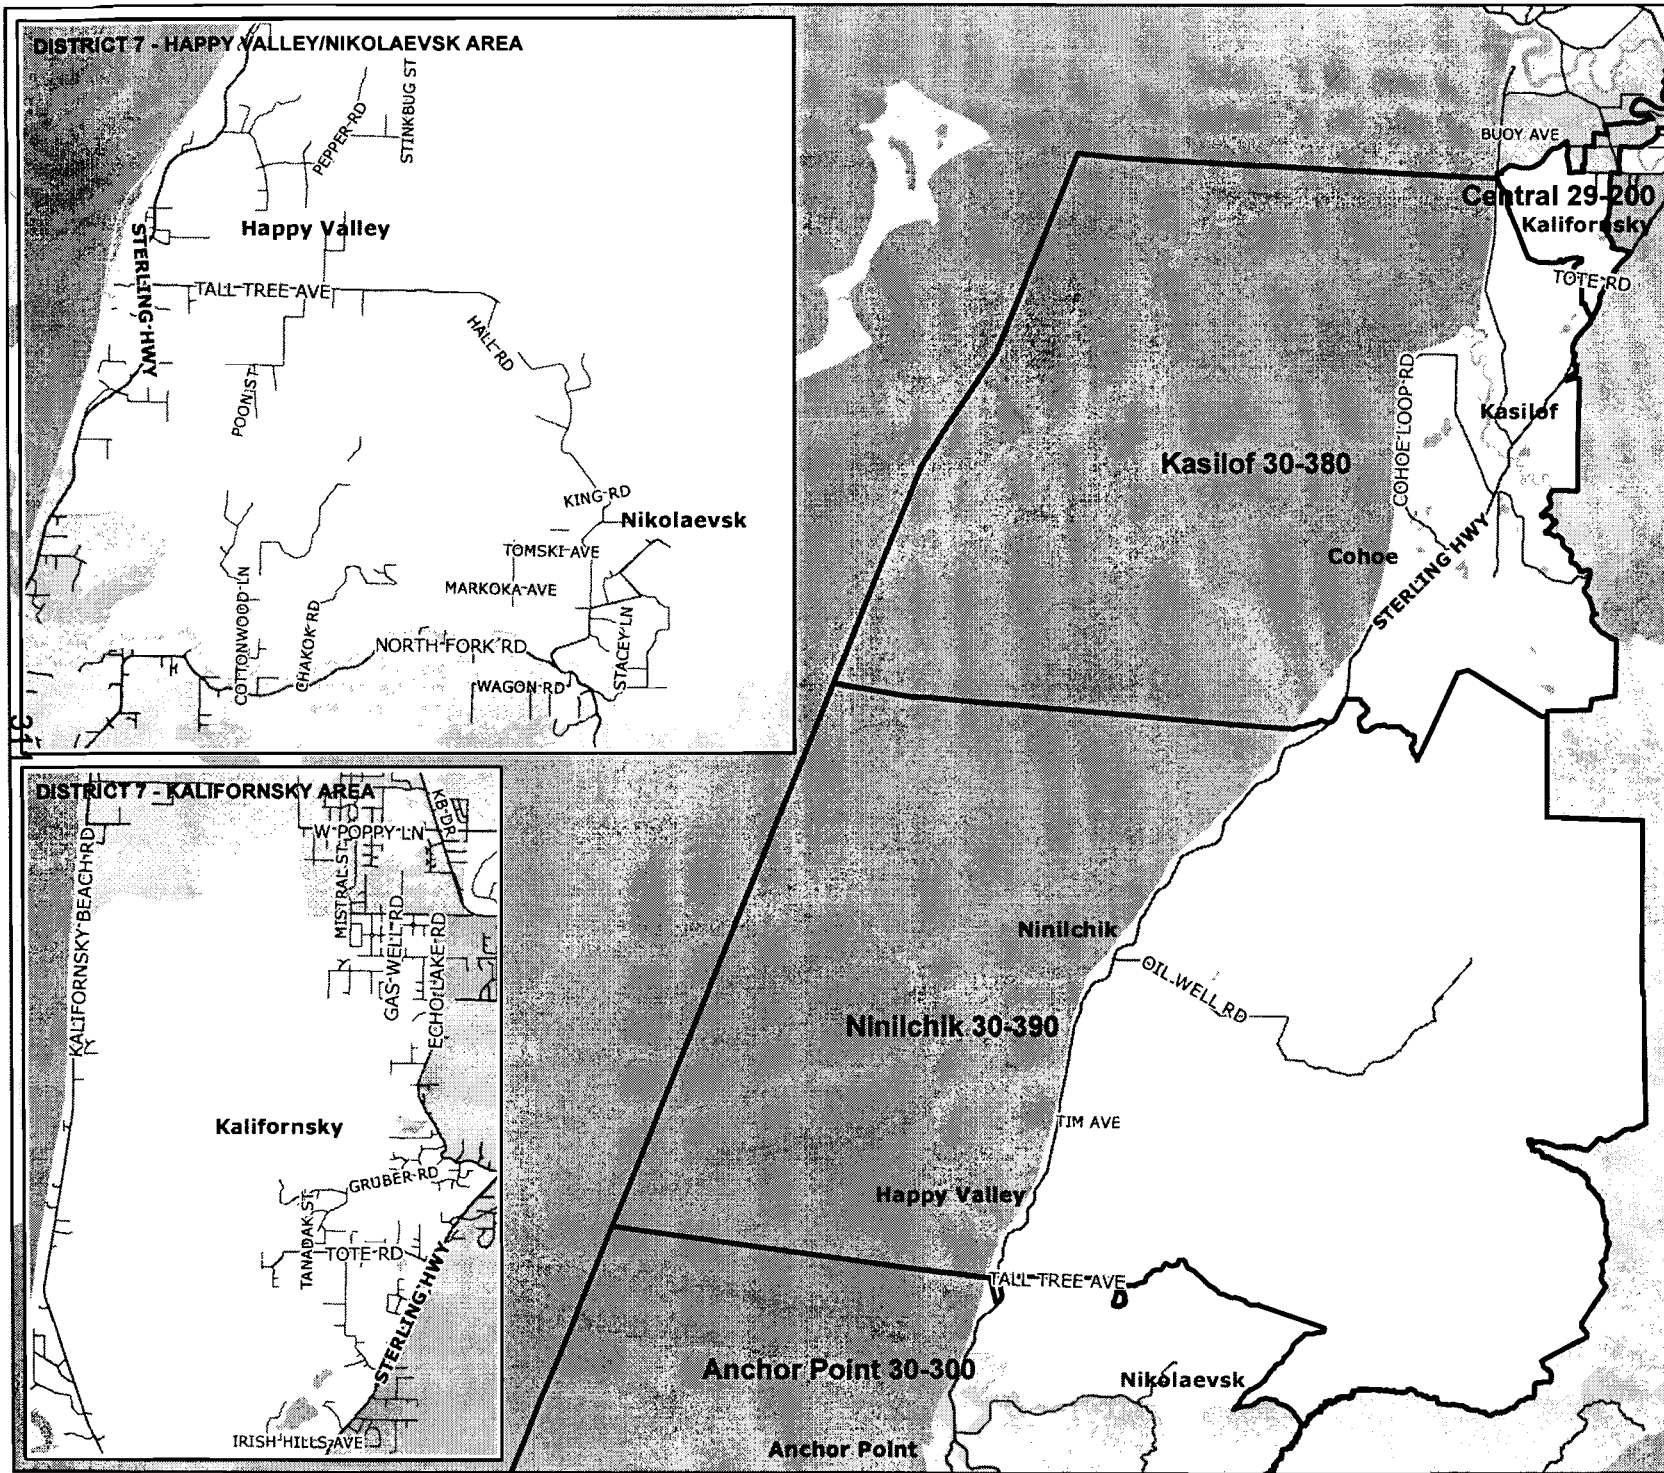 DISTRICT 7 - HAPPY VALLEY/NIKOLAEVSK AREA
PEPPER RD
STINKBUG ST
Happy Valley
STERLING HWY
TALL TREE AVE
HALL RD
POONST
KING RD
Nikolaevsk
TOMSKI AVE
MARKOKA AVE
COTTONWOOD LN
CHAKOK RD
NORTH FORK RD
STACEY LN
WAGON RD
311
DISTRICT 7 - KALIFORNSKY AREA
KB DR
W POPPY LN
KALIFORNSKY BEACH RD
MISTRAL ST
GAS WELL RD
ECHO LAKE RD
Kalifornsky
GRUBER RD
TANADAK ST
TOTE RD
STERLING HWY
IRISH HILLS AVE
BUOY AVE
Central 29-200
Kalifornsky
TOTE RD
COHOE LOOP RD
Kasilof
Kasilof 30-380
Cohoe
STERLING HWY
Ninilchik
OIL WELL RD
Ninilchik 30-390
TIM AVE
Happy Valley
TALL TREE AVE
Anchor Point 30-300
Nikolaevsk
Anchor Point